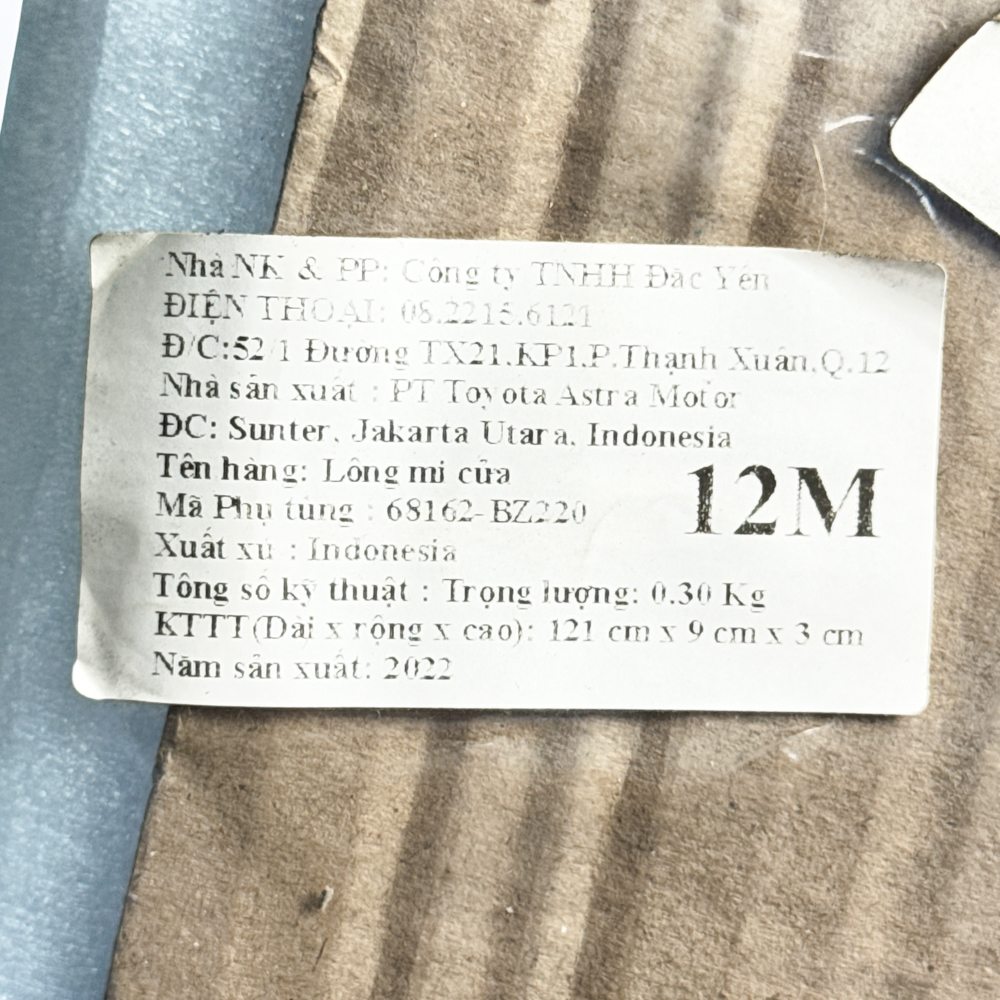 Nhà NK & PP: Công ty TNHH Đăc Yên
ĐIỆN THOẠI: 08.2215.6121
Đ/C:52/1 Đường TX21.KP1.P.Thạnh Xuân.Q.12
Nhà sản xuất : PT Toyota Astra Motor
ĐC: Sunter, Jakarta Utara, Indonesia
Tên hàng: Lông mi cửa
12M
Mã Phụ tùng : 68162-BZ220
Xuất xứ : Indonesia
Tông số kỹ thuật : Trọng lượng: 0.30 Kg
KTTT(Dài x rộng x cao): 121 cm x 9 cm x 3 cm
Năm sản xuất: 2022